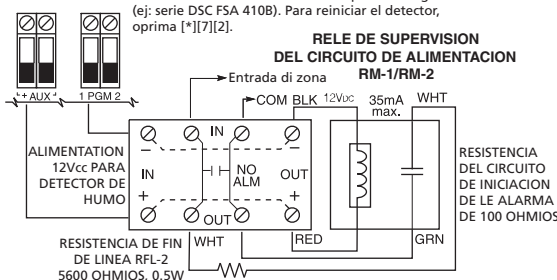 (ej: serie DSC FSA 410B). Para reiniciar el detector,
oprima [*][7][2].
RELE DE SUPERVISION
DEL CIRCUITO DE ALIMENTACION
RM-1/RM-2
Entrada di zona
- + AUX
1 PGM 2
COM BLK 12VDC 35mA
max.
WHT
ALIMENTATION
12Vcc PARA
DETECTOR DE
HUMO
IN
-
-
IN
NO
ALM
OUT
+
+
OUT
RESISTENCIA
DEL CIRCUITO
DE INICIACION
DE LE ALARMA
DE 100 OHMIOS
RESISTENCIA DE FIN
DE LINEA RFL-2
5600 OHMIOS, 0.5W
WHT
RED
GRN